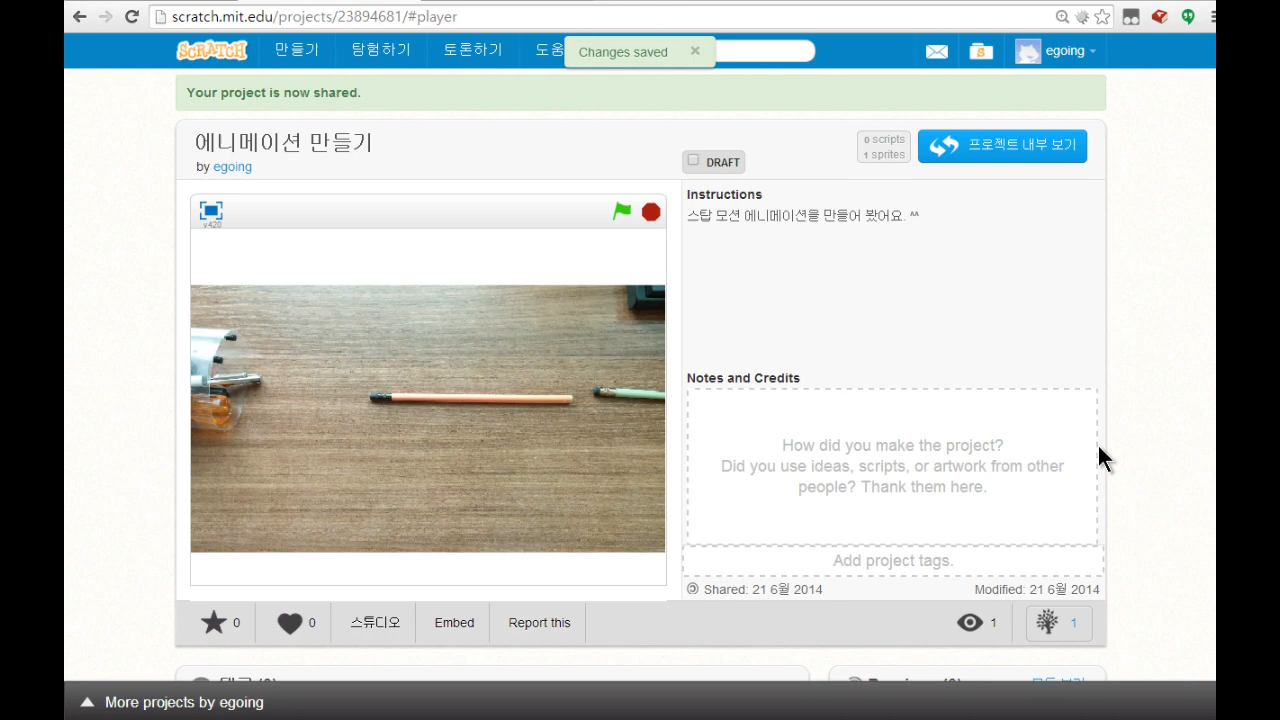 scratch.mit.edu/projects/23894681/#player
SCRATCH
만들기
탐험하기
토론하기
도움
Changes saved ×
8
egoing
Your project is now shared.
에니메이션 만들기
by egoing
DRAFT
0 scripts
1 sprites
프로젝트 내부 보기
v420
Instructions
스탑 모션 에니메이션을 만들어 봤어요. ^^
Notes and Credits
How did you make the project?
Did you use ideas, scripts, or artwork from other
people? Thank them here.
Add project tags.
Shared: 21 6월 2014
Modified: 21 6월 2014
0
0
스튜디오
Embed
Report this
1
1
More projects by egoing